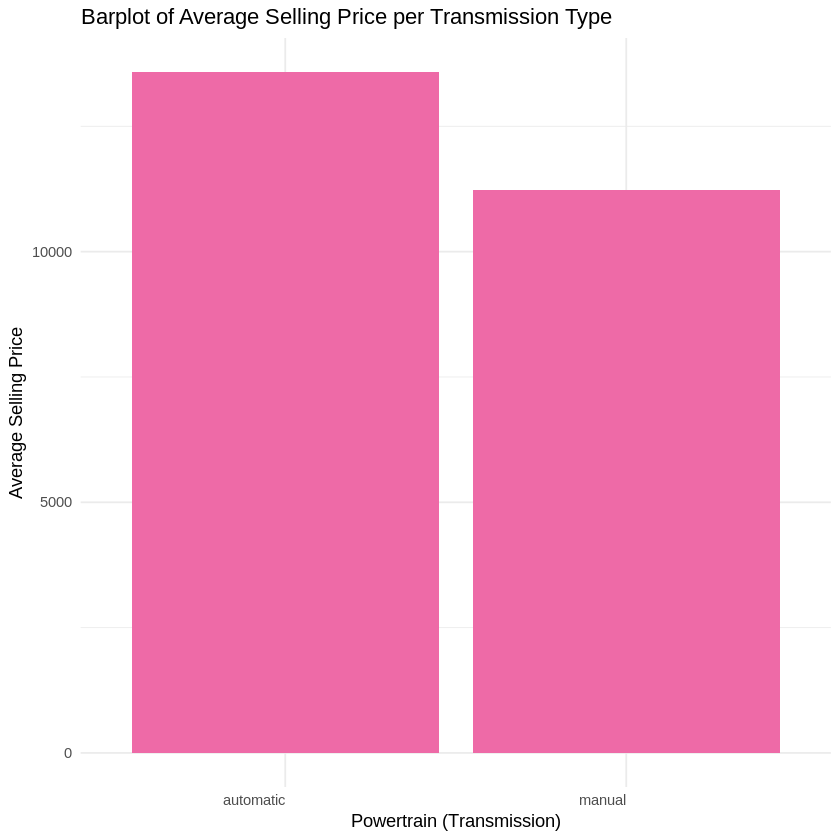 Barplot of Average Selling Price per Transmission Type
10000
5000
0
Average Selling Price
automatic
manual
Powertrain (Transmission)